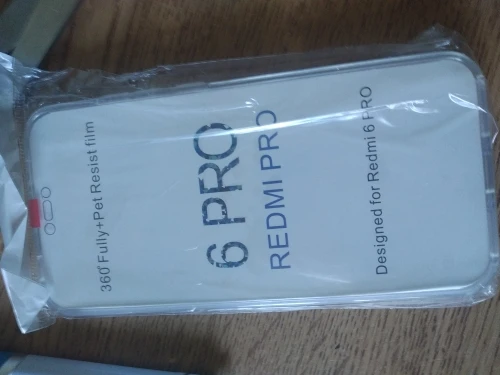 360°Fully+Pet Resist film
6 PRO
REDMI PRO
Designed for Redmi 6 PRO